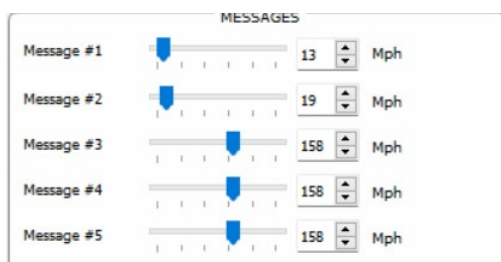 MESSAGES
Message #1 13 Mph
Message #2 19 Mph
Message #3 158 Mph
Message #4 158 Mph
Message #5 158 Mph